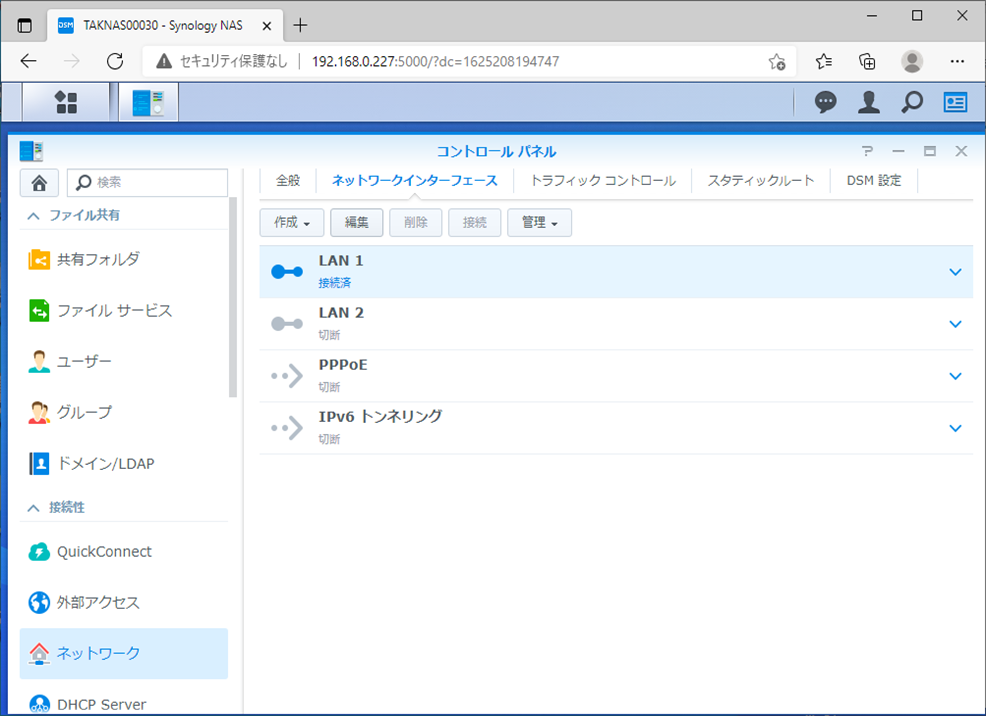 DSM TAKNAS00030 - Synology NAS
セキュリティ保護なし 192.168.0.227:5000/?dc=1625208194747
コントロール パネル
検索
ファイル共有
共有フォルダ
ファイル サービス
ユーザー
グループ
ドメイン/LDAP
接続性
QuickConnect
外部アクセス
ネットワーク
DHCP Server
全般 ネットワークインターフェース トラフィック コントロール スタティックルート DSM 設定
作成 編集 削除 接続 管理
LAN 1
接続済
LAN 2
切断
PPPoE
切断
IPv6 トンネリング
切断